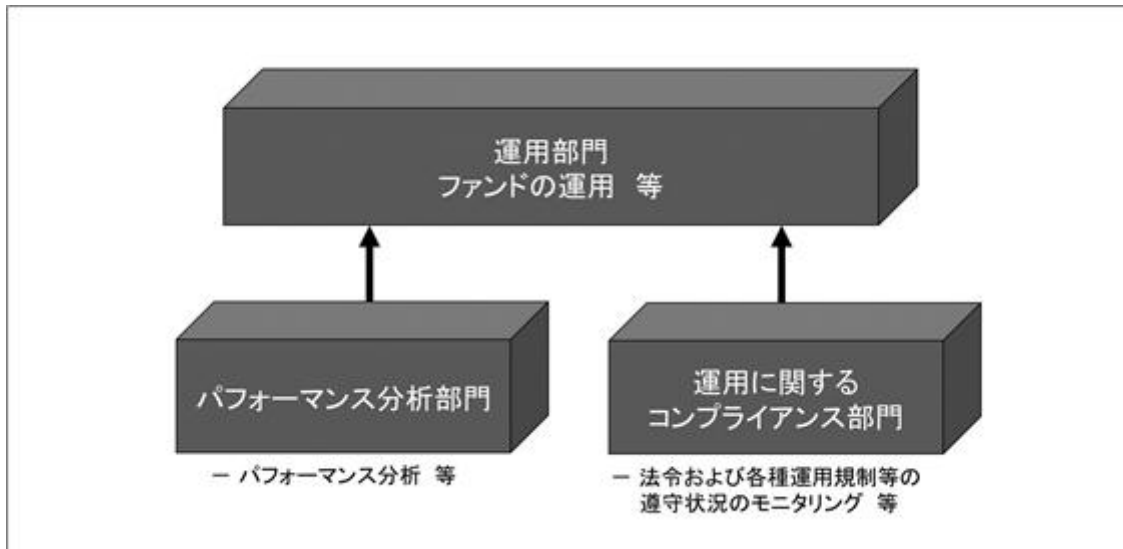 運用部門
ファンドの運用 等
パフォーマンス分析部門
－ パフォーマンス分析 等
運用に関する
コンプライアンス部門
－ 法令および各種運用規制等の
遵守状況のモニタリング 等